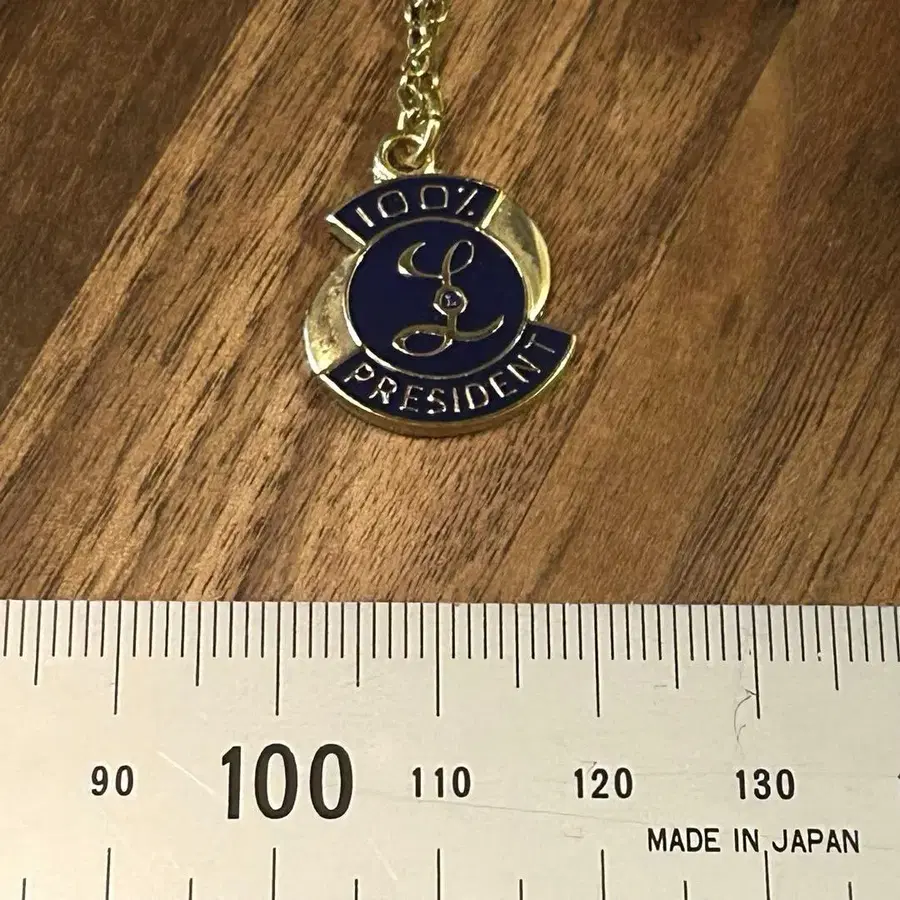 100%
L
PRESIDENT
90 100 110 120 130
MADE IN JAPAN